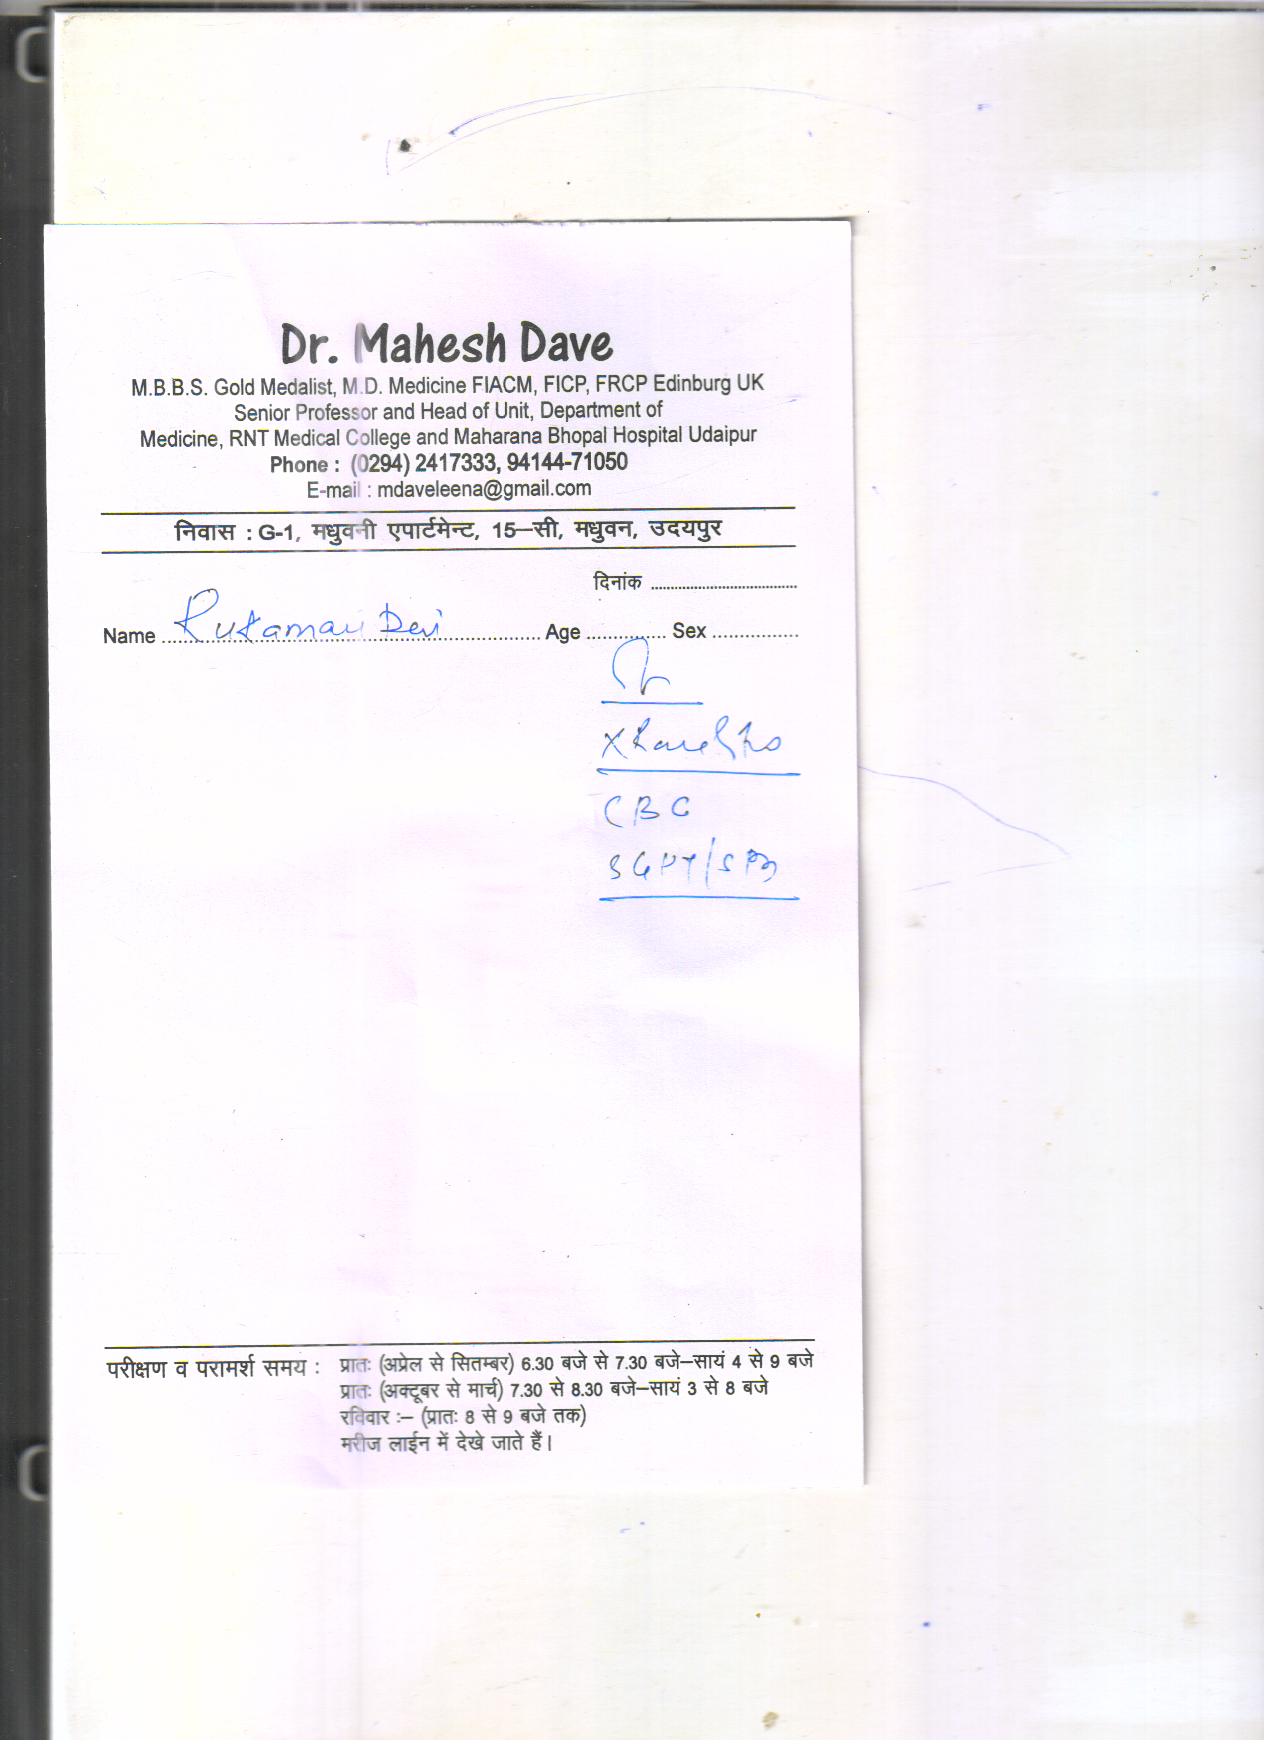 Dr. Mahesh Dave
M.B.B.S. Gold Medalist, M.D. Medicine FIACM, FICP, FRCP Edinburg UK
Senior Professor and Head of Unit, Department of
Medicine, RNT Medical College and Maharana Bhopal Hospital Udaipur
Phone : (0294) 2417333, 94144-71050
E-mail : mdaveleena@gmail.com
निवास : G-1, मधुवनी एपार्टमेन्ट, 15–सी, मधुवन, उदयपुर
दिनांक ....................................
Name Rukaman Devi Age .............. Sex ...............
CBC
SGPT/
परीक्षण व परामर्श समय : प्रातः (अप्रेल से सितम्बर) 6.30 बजे से 7.30 बजे–सायं 4 से 9 बजे
प्रातः (अक्टूबर से मार्च) 7.30 से 8.30 बजे–सायं 3 से 8 बजे
रविवार :– (प्रातः 8 से 9 बजे तक)
मरीज लाईन में देखे जाते हैं।